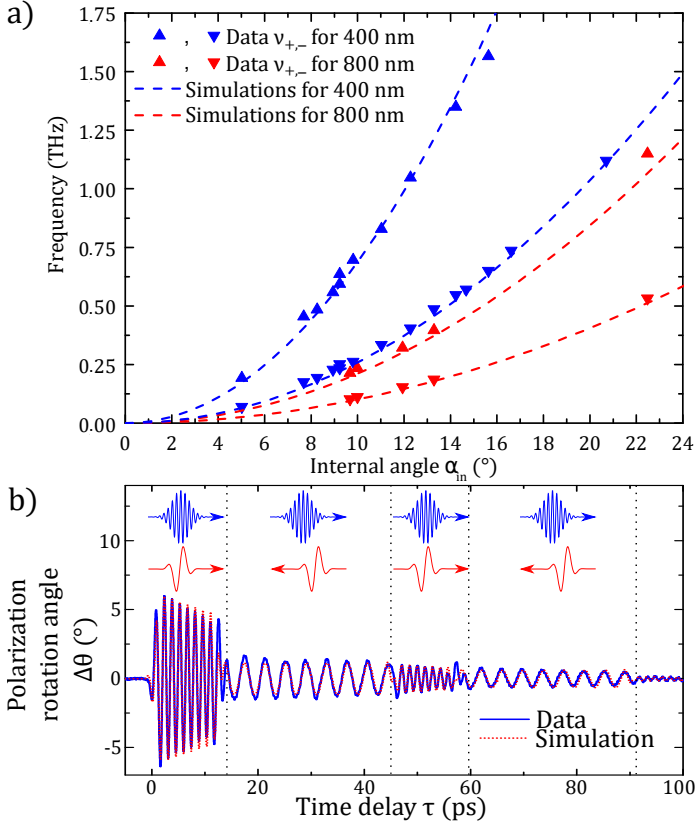 a)
▲ , ▼ Data ν+,− for 400 nm
▲ , ▼ Data ν+,− for 800 nm
Simulations for 400 nm
Simulations for 800 nm
Frequency (THz)
1.75
1.50
1.25
1.00
0.75
0.50
0.25
0.00
0 2 4 6 8 10 12 14 16 18 20 22 24
Internal angle αin (°)
b)
Polarization
rotation angle
Δθ (°)
10
5
0
-5
Data
Simulation
0 20 40 60 80 100
Time delay τ (ps)